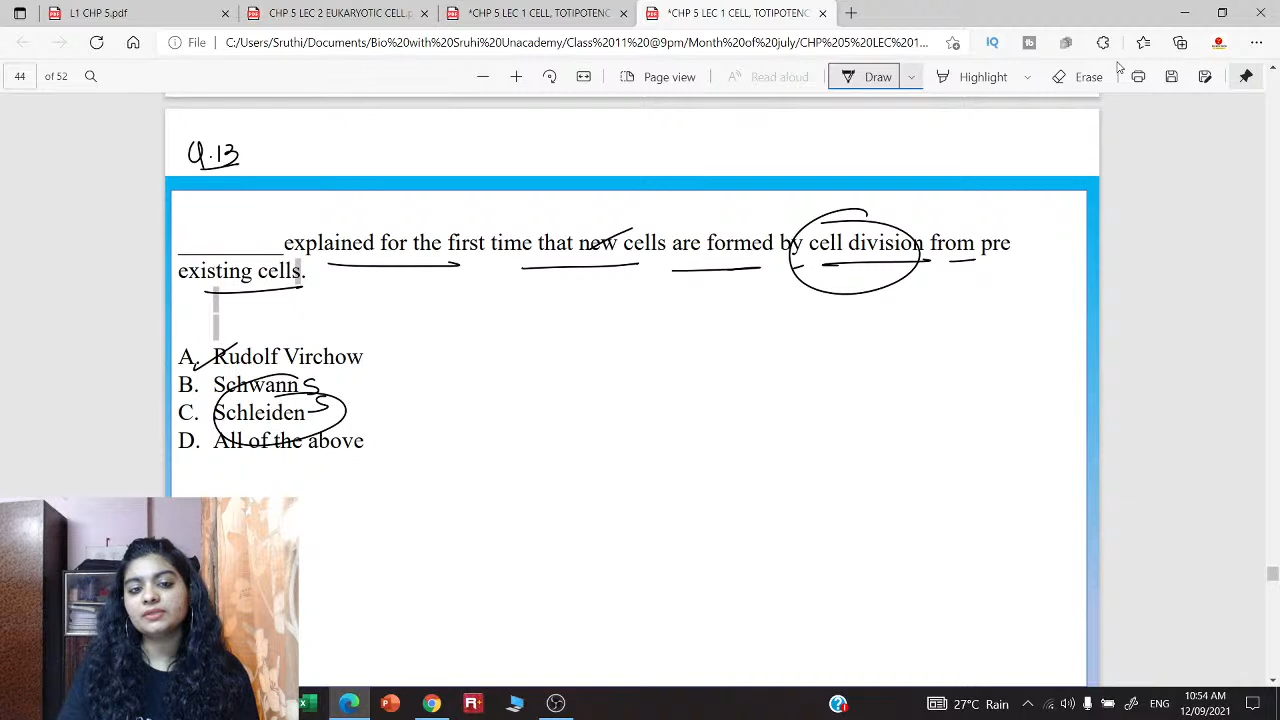 L1 CHP 5.pdf
CHP 5 LEC 2 EUKARYOTIC CELL.p
*CHP 5 LEC 1 CELL, TOTIPOTENC
*CHP 5 LEC 1 CELL, TOTIPOTENC
File
C:/Users/Sruthi/Documents/Bio%20with%20Sruhi%20Unacademy/Class%2011%20@9pm/Month%20of%20july/CHP%205%20LEC%201...
44 of 52
Page view
Read aloud
Draw
Highlight
Erase
Q.13
________ explained for the first time that new cells are formed by cell division from pre
existing cells.
A. Rudolf Virchow
B. Schwann S
C. Schleiden S
D. All of the above
27°C Rain
ENG
10:54 AM
12/09/2021